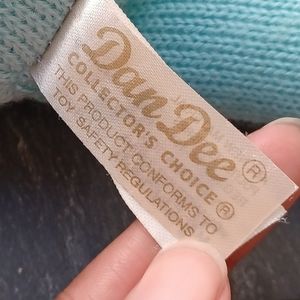 Dan Dee®
COLLECTOR'S CHOICE®
THIS PRODUCT CONFORMS TO
TOY SAFETY REGULATIONS